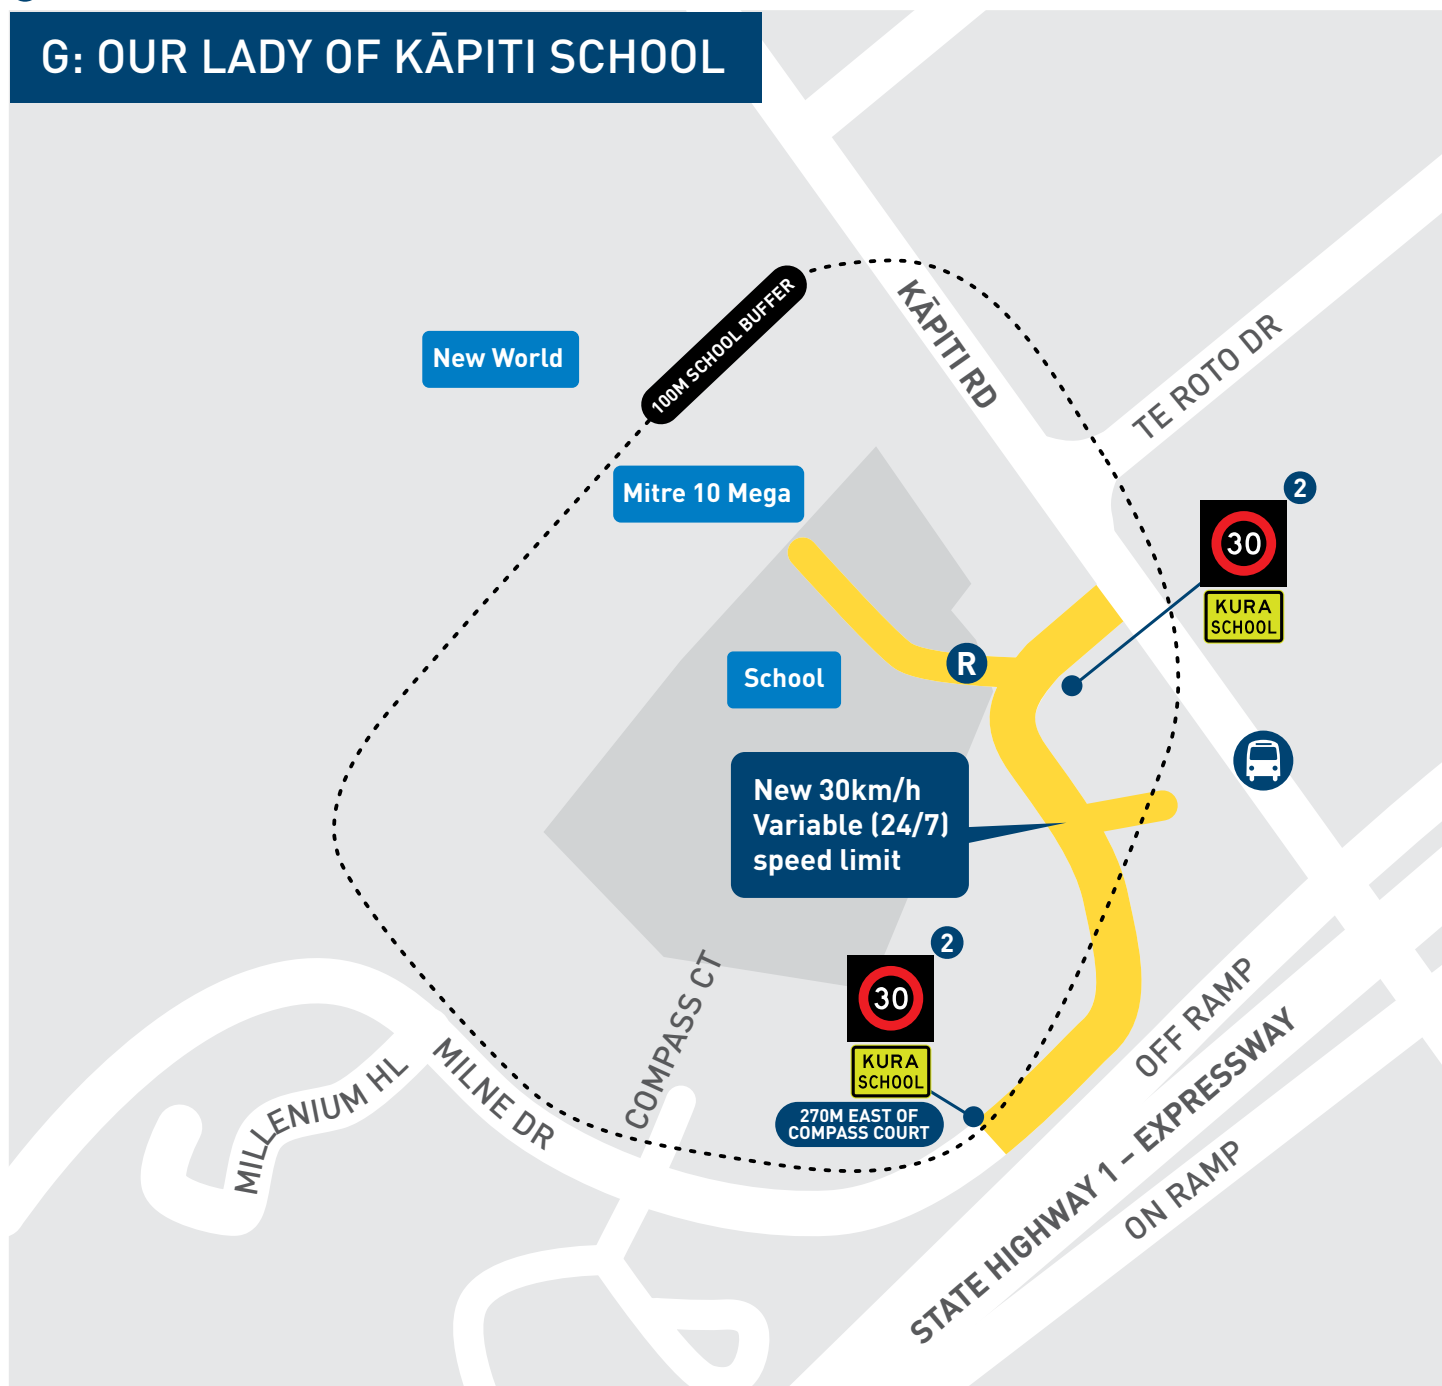 G: OUR LADY OF KĀPITI SCHOOL
100M SCHOOL BUFFER
KĀPITI RD
TE ROTO DR
New World
Mitre 10 Mega
2
30
KURA
SCHOOL
R
School
New 30km/h
Variable (24/7)
speed limit
2
30
KURA
SCHOOL
270M EAST OF
COMPASS COURT
COMPASS CT
MILLENIUM HL
MILNE DR
OFF RAMP
STATE HIGHWAY 1 – EXPRESSWAY
ON RAMP